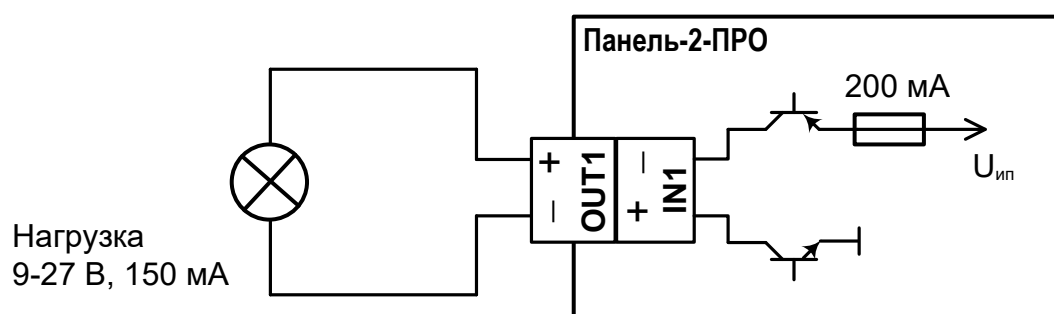 Панель-2-ПРО
200 мА
Uип
+ –
OUT1
– +
IN1
Нагрузка
9-27 В, 150 мА